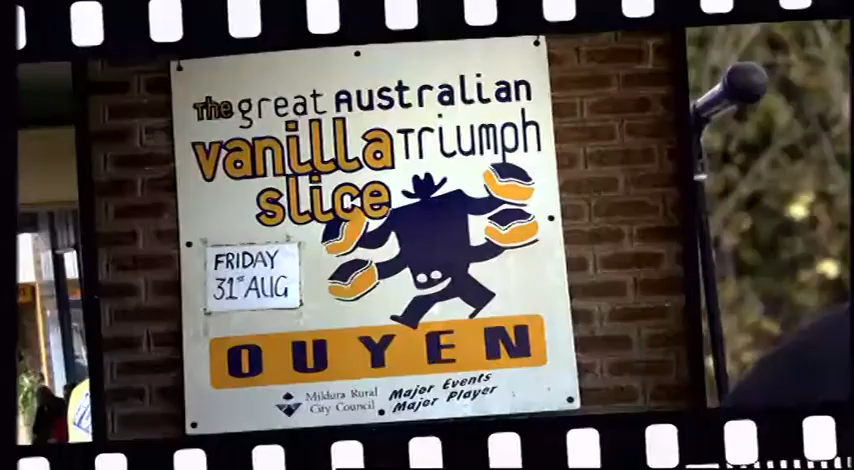 The great Australian
vanilla Triumph
slice
FRIDAY
31ST AUG
OUYEN
Mildura Rural
City Council
Major Events
Major Player